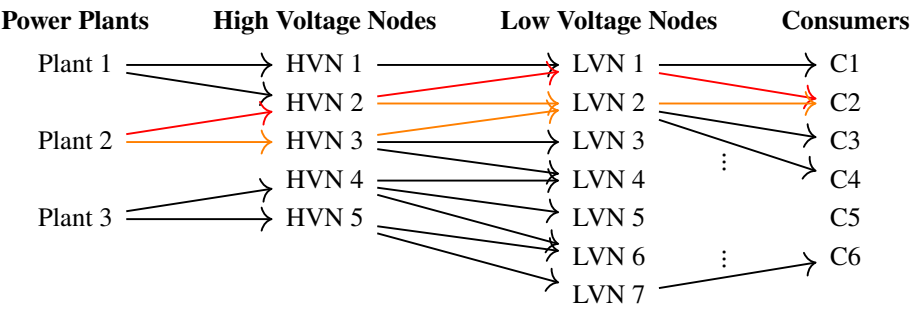 Power Plants High Voltage Nodes Low Voltage Nodes Consumers
Plant 1 HVN 1 LVN 1 C1
HVN 2 LVN 2 C2
Plant 2 HVN 3 LVN 3 C3
HVN 4 LVN 4 C4
Plant 3 HVN 5 LVN 5 C5
LVN 6 C6
LVN 7